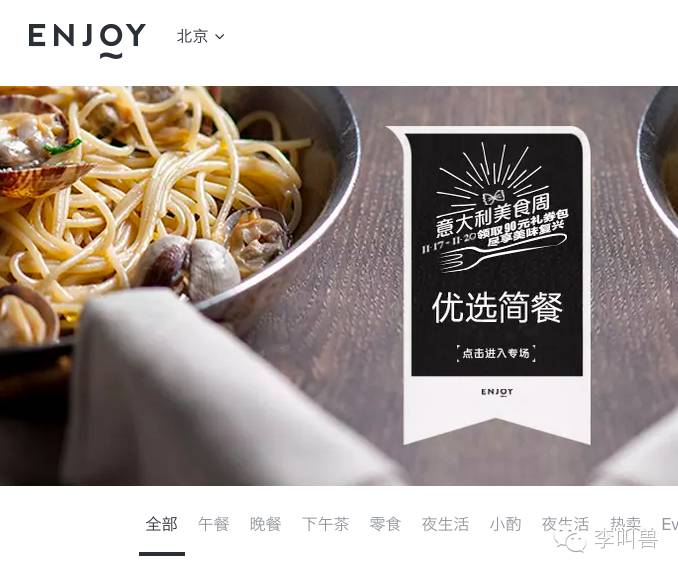 ENJOY
北京
意大利美食周
11·17-11·20 领取90元礼券包
尽享美味复兴
优选简餐
点击进入专场
ENJOY
全部 午餐 晚餐 下午茶 零食 夜生活 小酌 夜生活 热卖 Ev
李叫兽